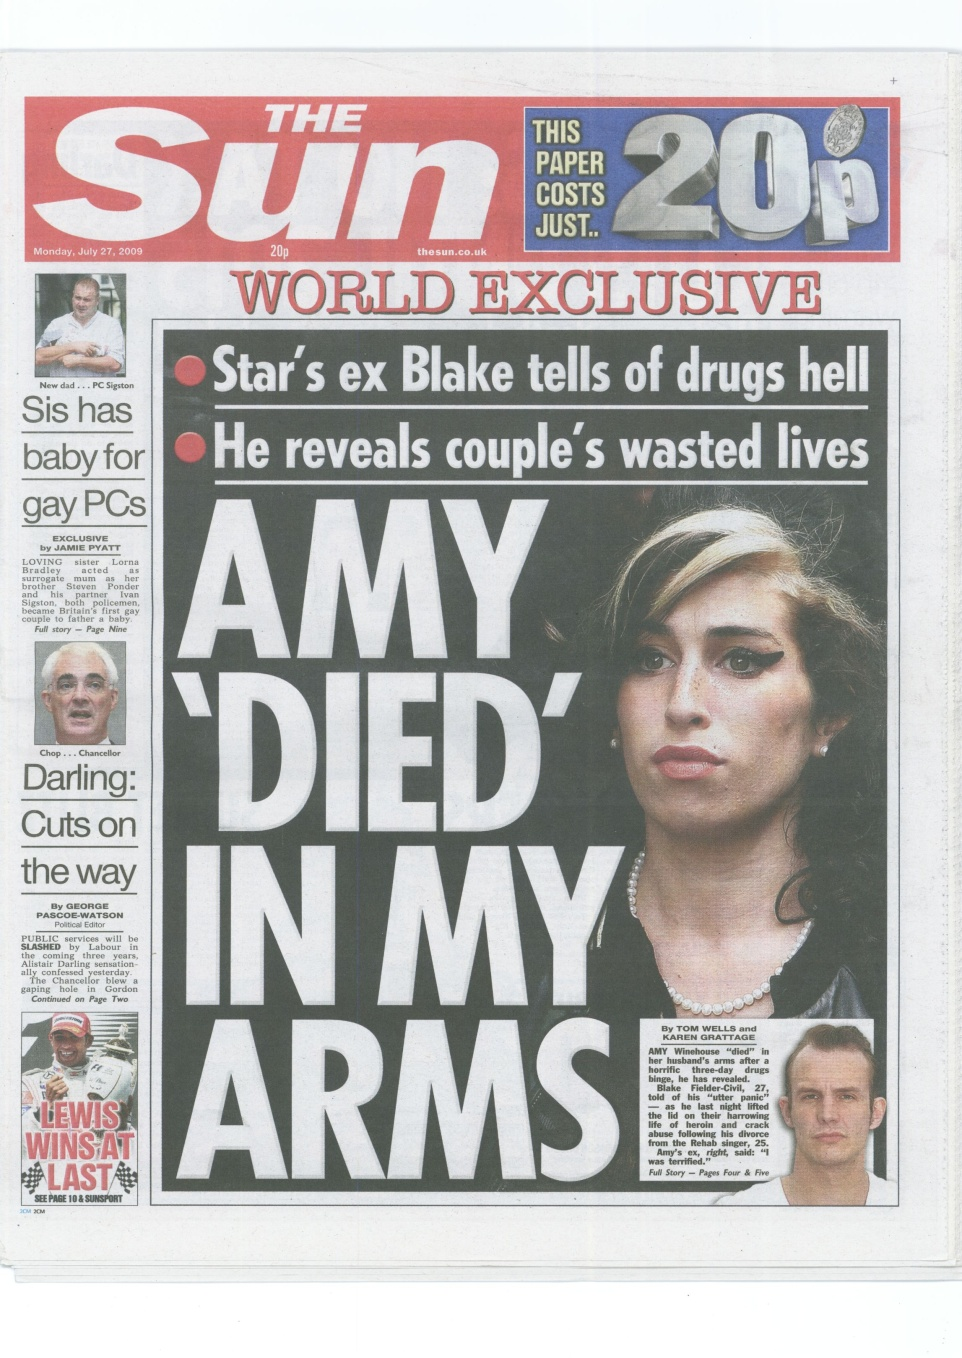 THE
Sun
Monday, July 27, 2009
20p
thesun.co.uk
THIS
PAPER
COSTS
JUST..
20p
WORLD EXCLUSIVE
New dad . . . PC Sigston
Sis has
baby for
gay PCs
EXCLUSIVE
by JAMIE PYATT
LOVING sister Lorna
Bradley acted as
surrogate mum as her
brother Steven Ponder
and his partner Ivan
Sigston, both policemen,
became Britain's first gay
couple to father a baby.
Full story — Page Nine
Chop . . . Chancellor
Darling:
Cuts on
the way
By GEORGE
PASCOE-WATSON
Political Editor
PUBLIC services will be
SLASHED by Labour in
the coming three years,
Alistair Darling sensation-
ally confessed yesterday.
The Chancellor blew a
gaping hole in Gordon
Continued on Page Two
LEWIS
WINS AT
LAST
SEE PAGE 10 & SUNSPORT
2CM 2CM
Star's ex Blake tells of drugs hell
He reveals couple's wasted lives
AMY
'DIED'
IN MY
ARMS
By TOM WELLS and
KAREN GRATTAGE
AMY Winehouse "died" in
her husband's arms after a
horrific three-day drugs
binge, he has revealed.
Blake Fielder-Civil, 27,
told of his "utter panic"
— as he last night lifted
the lid on their harrowing
life of heroin and crack
abuse following his divorce
from the Rehab singer, 25.
Amy's ex, right, said: "I
was terrified."
Full Story — Pages Four & Five